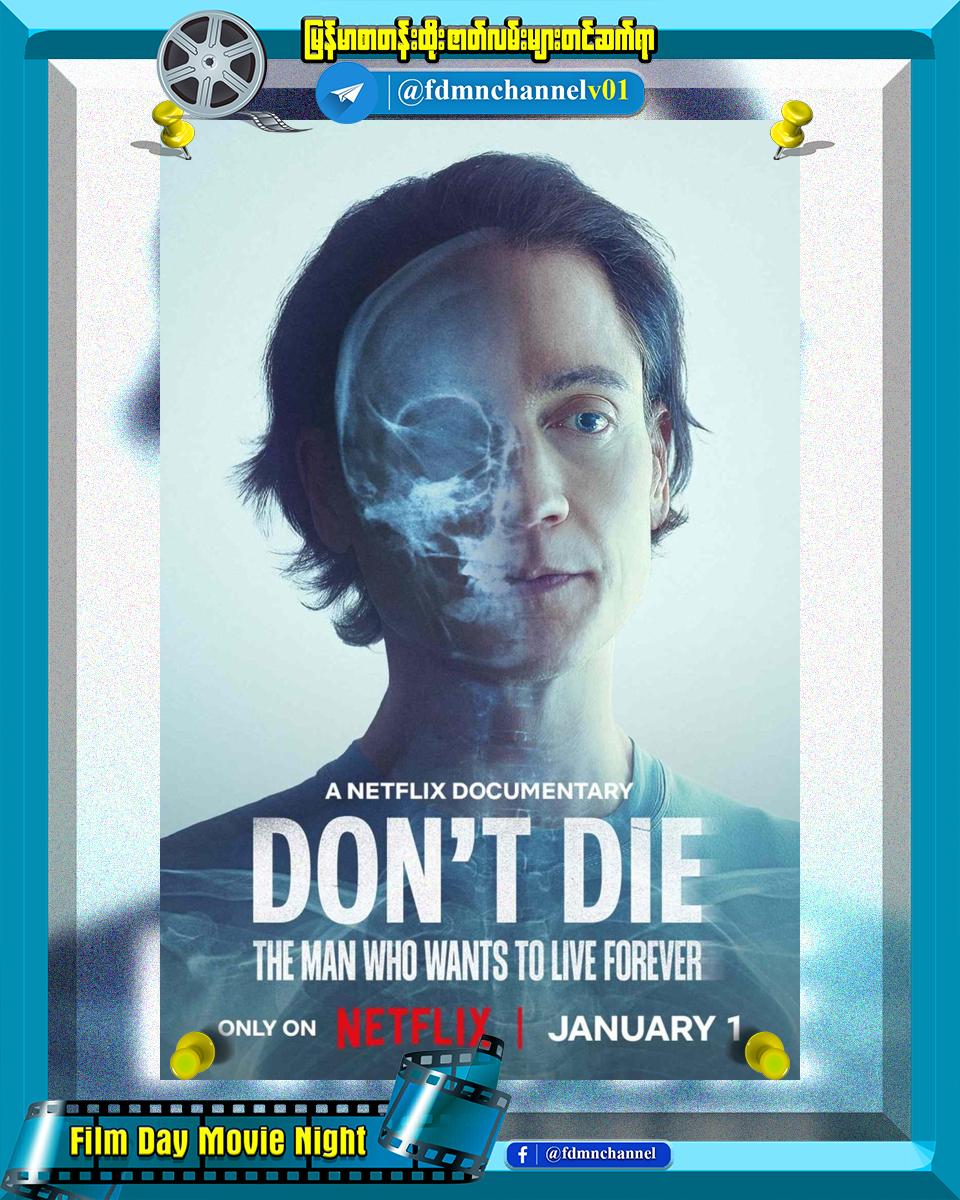 မြန်မာစာတန်းထိုးဇာတ်လမ်းများတင်ဆက်ရာ
@fdmnchannelv01
A NETFLIX DOCUMENTARY
DON'T DIE
THE MAN WHO WANTS TO LIVE FOREVER
ONLY ON NETFLIX | JANUARY 1
Film Day Movie Night
f | @fdmnchannel